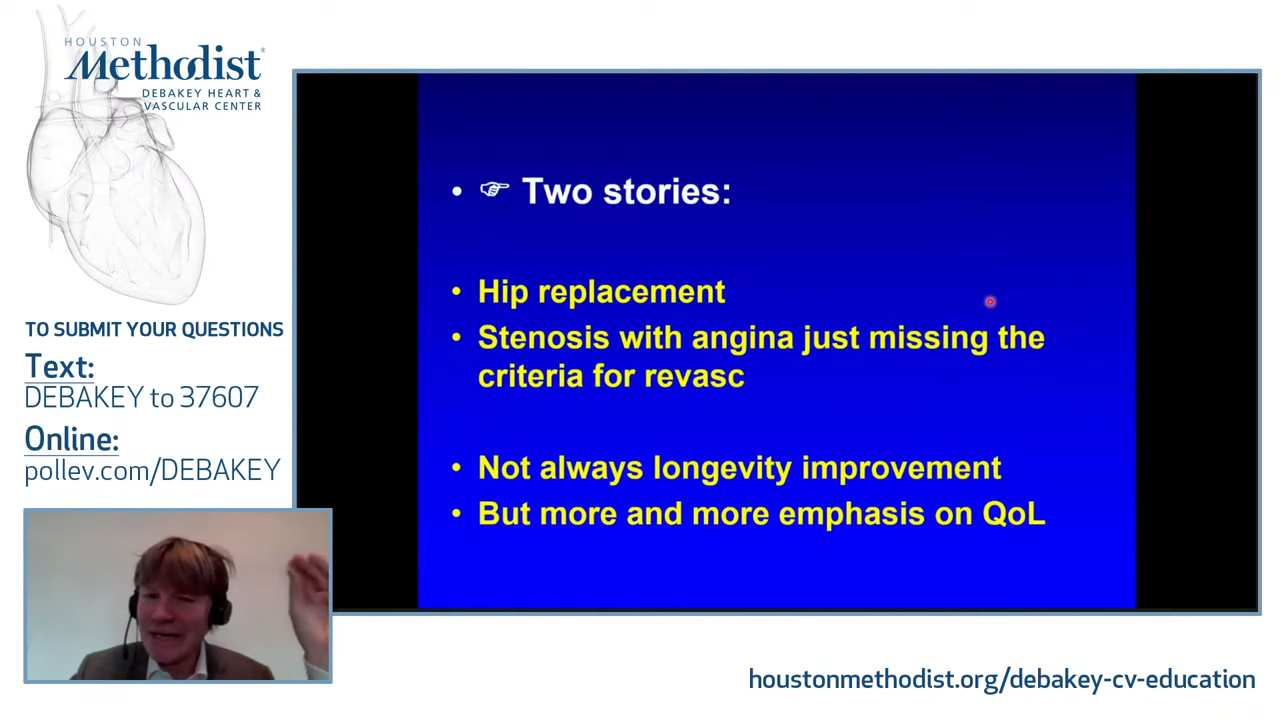 HOUSTON
Methodist®
DEBAKEY HEART &
VASCULAR CENTER
TO SUBMIT YOUR QUESTIONS
Text:
DEBAKEY to 37607
Online:
pollev.com/DEBAKEY
• ☞ Two stories:
• Hip replacement
• Stenosis with angina just missing the
criteria for revasc
• Not always longevity improvement
• But more and more emphasis on QoL
houstonmethodist.org/debakey-cv-education